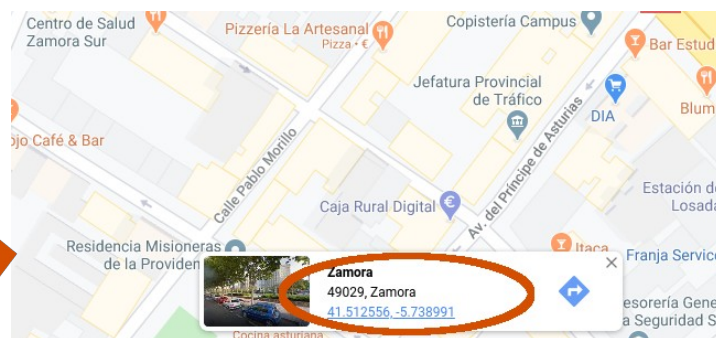 Centro de Salud
Zamora Sur
Pizzería La Artesanal
Pizza • €
Copistería Campus
Bar Estud
Jefatura Provincial
de Tráfico
DIA
Blum
ojo Café & Bar
Calle Pablo Morillo
Av. del Príncipe de Asturias
Caja Rural Digital
Estación de
Losada
Residencia Misioneras
de la Providen
Itaca
Franja Servic
Zamora
49029, Zamora
41.512556, -5.738991
esorería Gene
a Seguridad S
Cocina asturiana